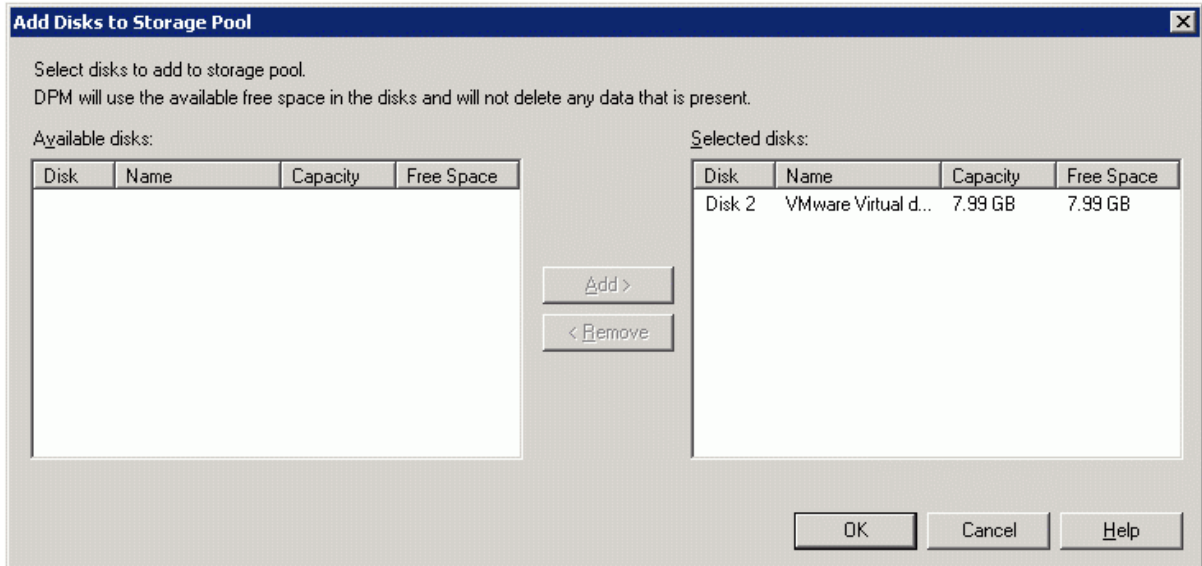 Add Disks to Storage Pool
Select disks to add to storage pool.
DPM will use the available free space in the disks and will not delete any data that is present.
Available disks:
Disk Name Capacity Free Space
Add >
< Remove
Selected disks:
Disk Name Capacity Free Space
Disk 2 VMware Virtual d... 7.99 GB 7.99 GB
OK Cancel Help